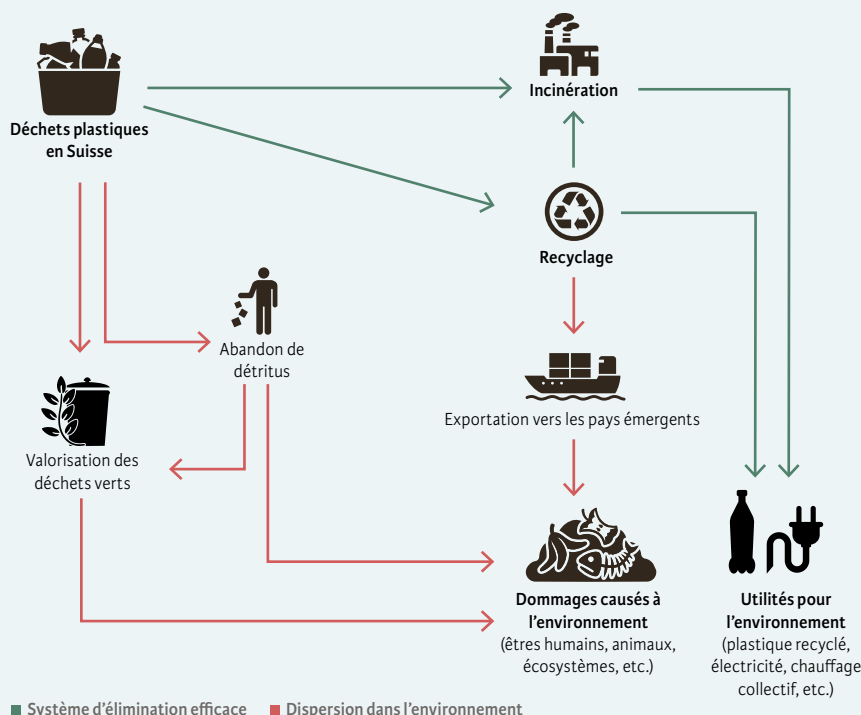 Déchets plastiques
en Suisse
Incinération
Recyclage
Abandon de
détritus
Exportation vers les pays émergents
Valorisation des
déchets verts
Dommages causés à
l'environnement
(êtres humains, animaux,
écosystèmes, etc.)
Utilités pour
l'environnement
(plastique recyclé,
électricité, chauffage
collectif, etc.)
Système d'élimination efficace
Dispersion dans l'environnement